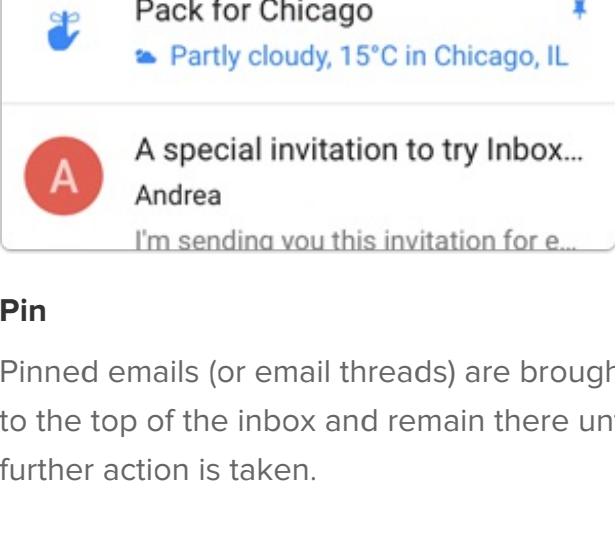 Pack for Chicago
Partly cloudy, 15°C in Chicago, IL
A special invitation to try Inbox...
A
Andrea
I'm sending you this invitation for e...
Pin
Pinned emails (or email threads) are brough
to the top of the inbox and remain there un
further action is taken.